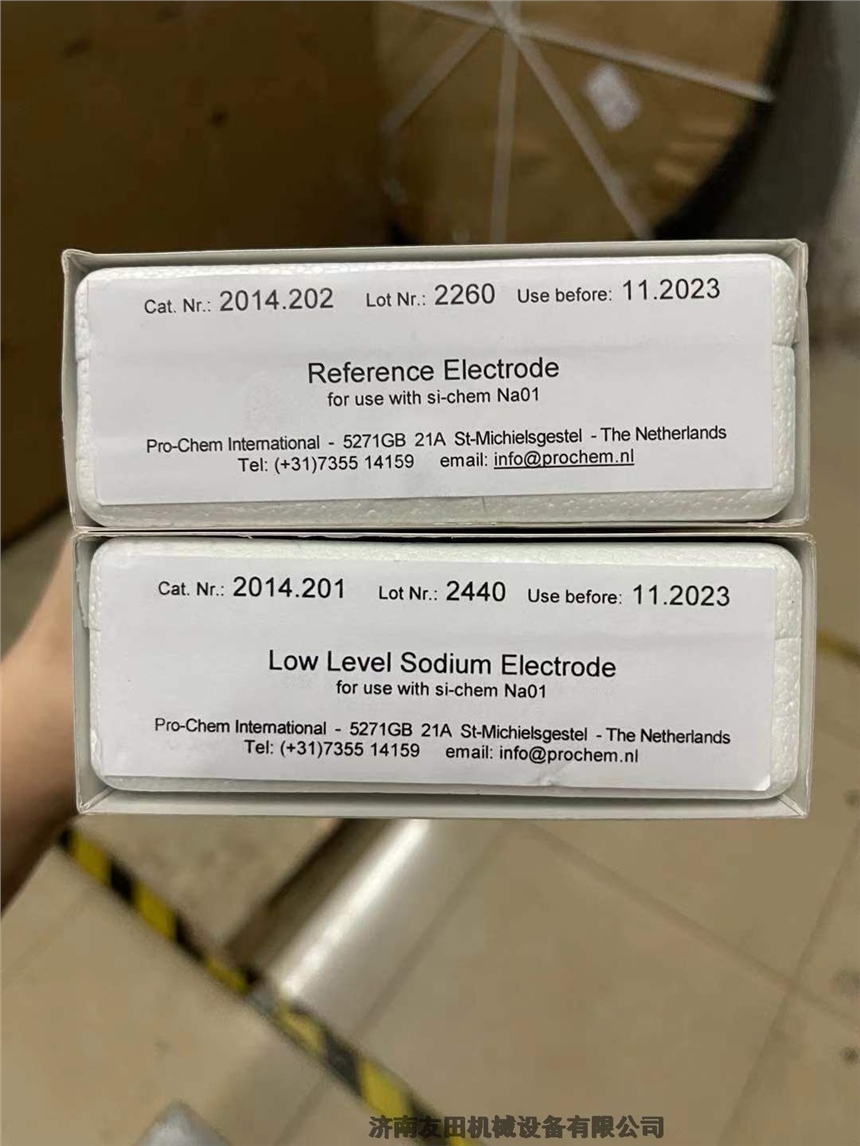 Cat. Nr.: 2014.202 Lot Nr.: 2260 Use before: 11.2023
Reference Electrode
for use with si-chem Na01
Pro-Chem International - 5271GB 21A St-Michielsgestel - The Netherlands
Tel: (+31)7355 14159 email: info@prochem.nl
Cat. Nr.: 2014.201 Lot Nr.: 2440 Use before: 11.2023
Low Level Sodium Electrode
for use with si-chem Na01
Pro-Chem International - 5271GB 21A St-Michielsgestel - The Netherlands
Tel: (+31)7355 14159 email: info@prochem.nl
济南友田机械设备有限公司